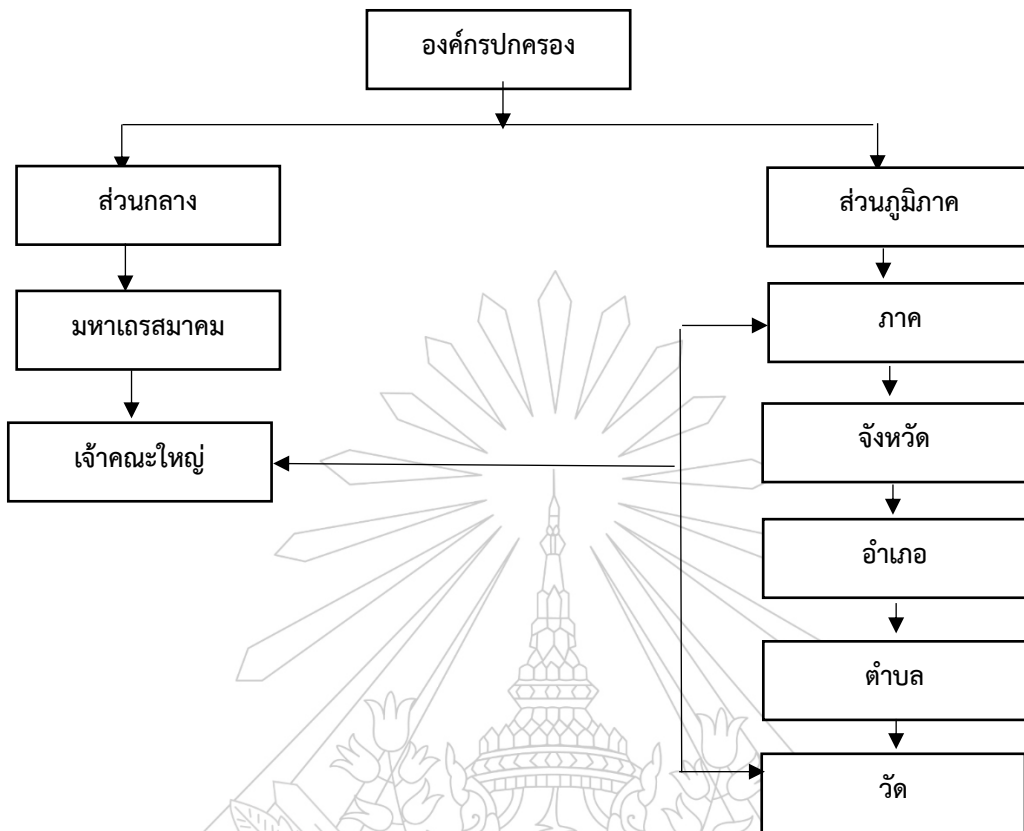 องค์กรปกครอง
ส่วนกลาง
ส่วนภูมิภาค
มหาเถรสมาคม
ภาค
เจ้าคณะใหญ่
จังหวัด
อำเภอ
ตำบล
วัด